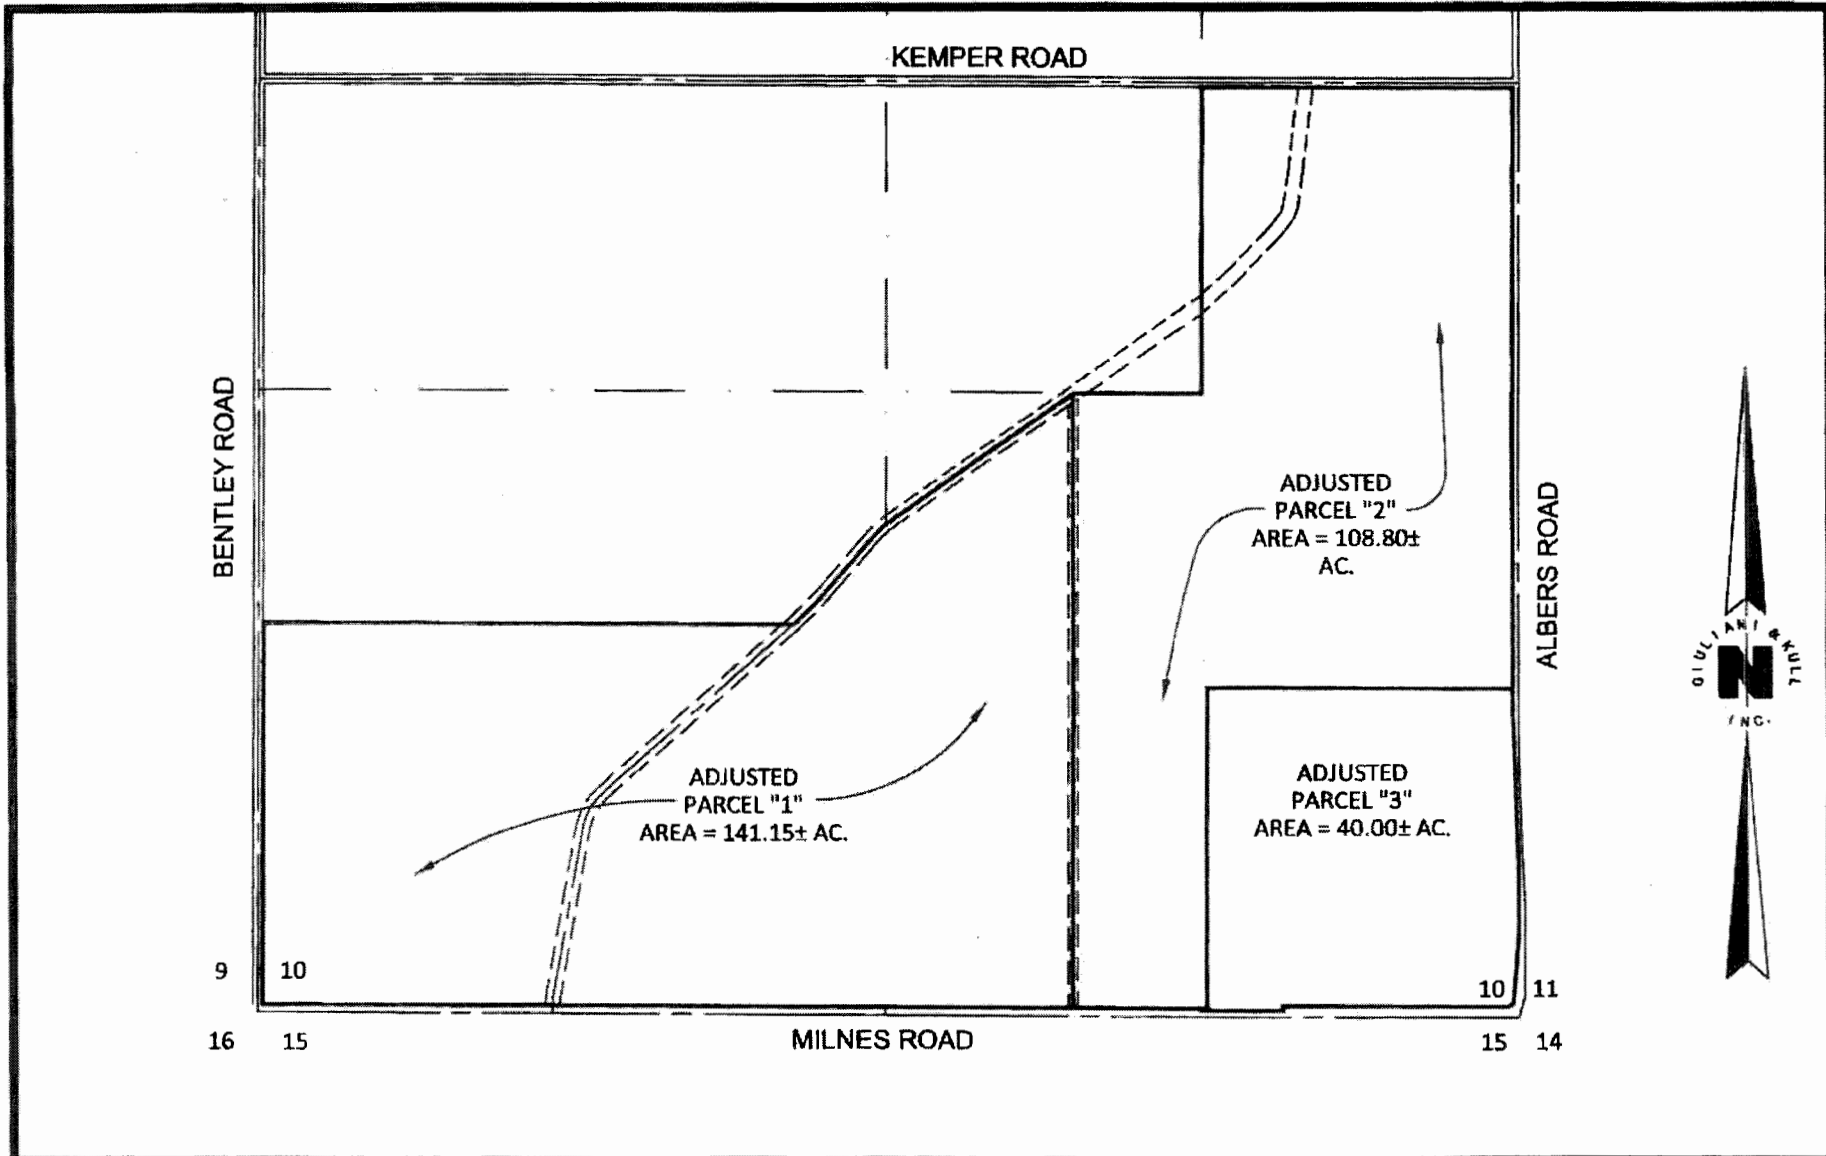 KEMPER ROAD
BENTLEY ROAD
ADJUSTED
PARCEL "2"
AREA = 108.80±
AC.
ALBERS ROAD
GIULIANI & KULL
INC.
N
ADJUSTED
PARCEL "1"
AREA = 141.15± AC.
ADJUSTED
PARCEL "3"
AREA = 40.00± AC.
9 10
10 11
16 15
MILNES ROAD
15 14